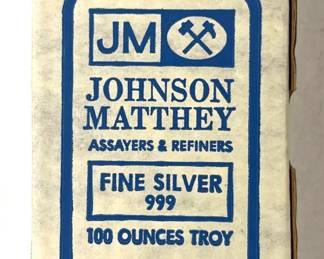 JM
JOHNSON
MATTHEY
ASSAYERS & REFINERS
FINE SILVER
999
100 OUNCES TROY